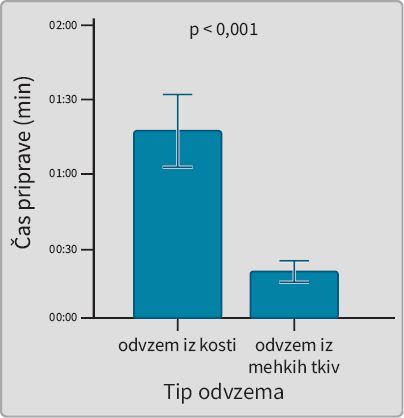 02:00
p < 0,001
01:30
01:00
00:30
00:00
Čas priprave (min)
odvzem iz kosti
odvzem iz
mehkih tkiv
Tip odvzema